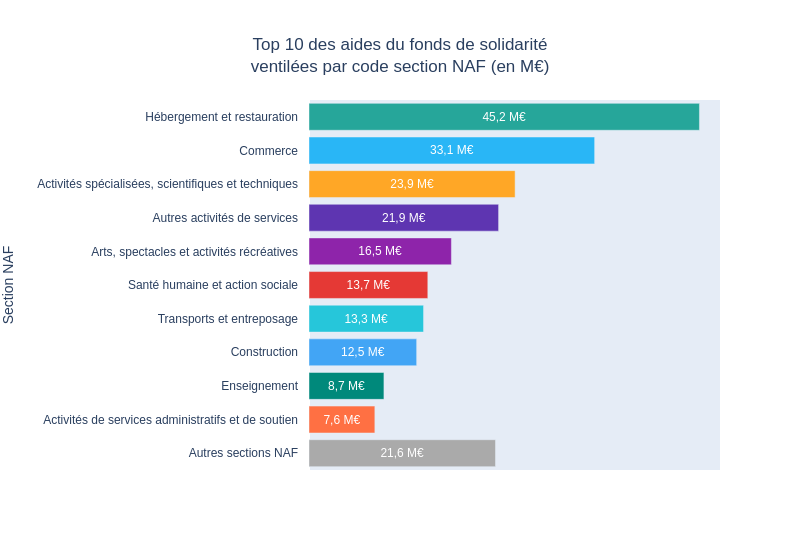 Top 10 des aides du fonds de solidarité
ventilées par code section NAF (en M€)
Section NAF
Hébergement et restauration 45,2 M€
Commerce 33,1 M€
Activités spécialisées, scientifiques et techniques 23,9 M€
Autres activités de services 21,9 M€
Arts, spectacles et activités récréatives 16,5 M€
Santé humaine et action sociale 13,7 M€
Transports et entreposage 13,3 M€
Construction 12,5 M€
Enseignement 8,7 M€
Activités de services administratifs et de soutien 7,6 M€
Autres sections NAF 21,6 M€